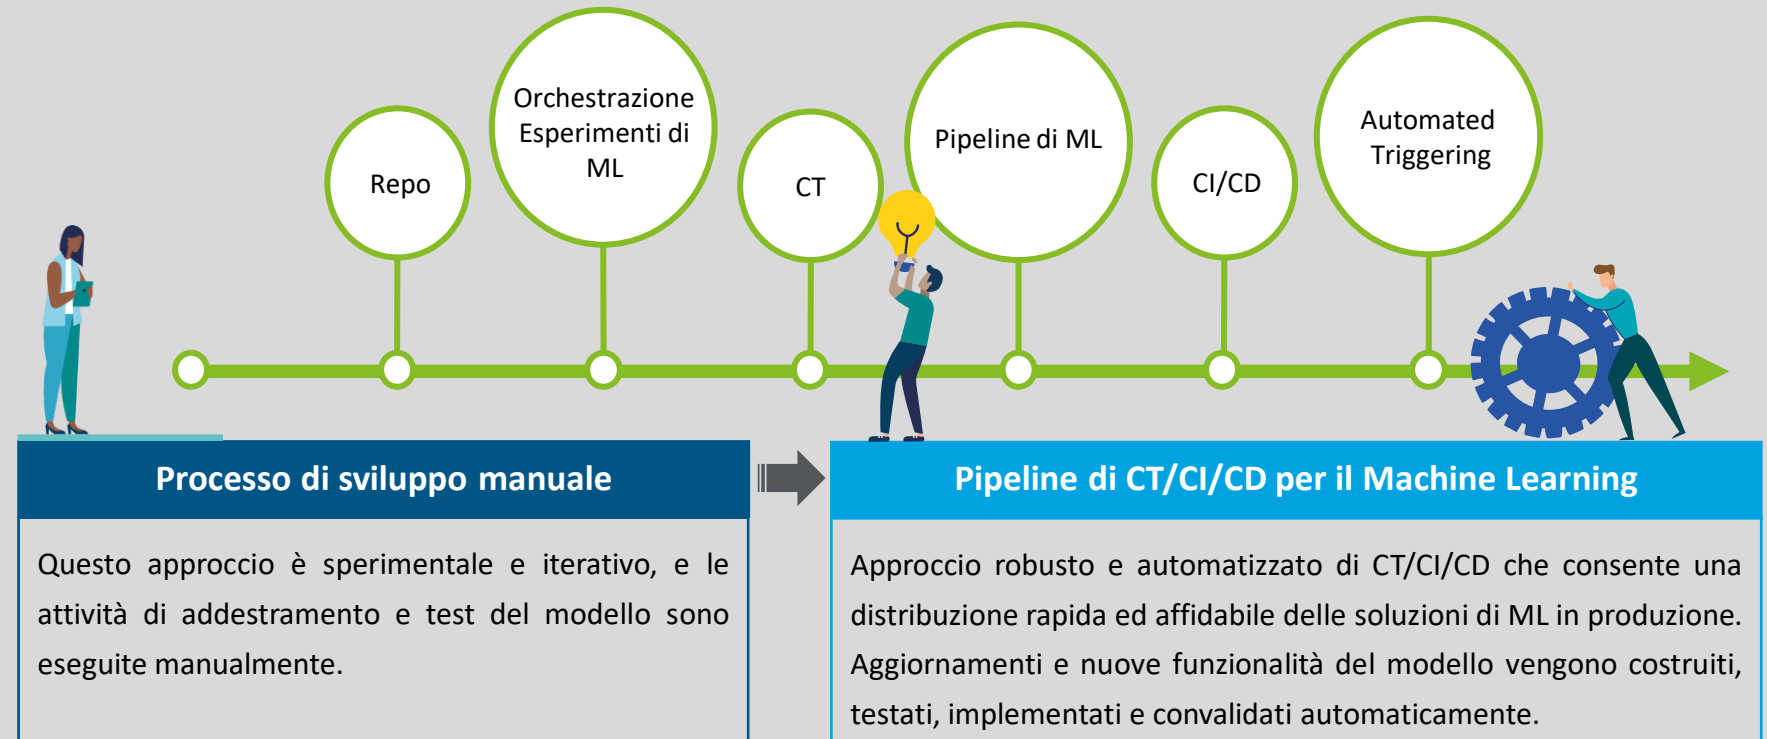 Repo
Orchestrazione
Esperimenti di
ML
CT
Pipeline di ML
CI/CD
Automated
Triggering
Processo di sviluppo manuale
Questo approccio è sperimentale e iterativo, e le
attività di addestramento e test del modello sono
eseguite manualmente.
Pipeline di CT/CI/CD per il Machine Learning
Approccio robusto e automatizzato di CT/CI/CD che consente una
distribuzione rapida ed affidabile delle soluzioni di ML in produzione.
Aggiornamenti e nuove funzionalità del modello vengono costruiti,
testati, implementati e convalidati automaticamente.